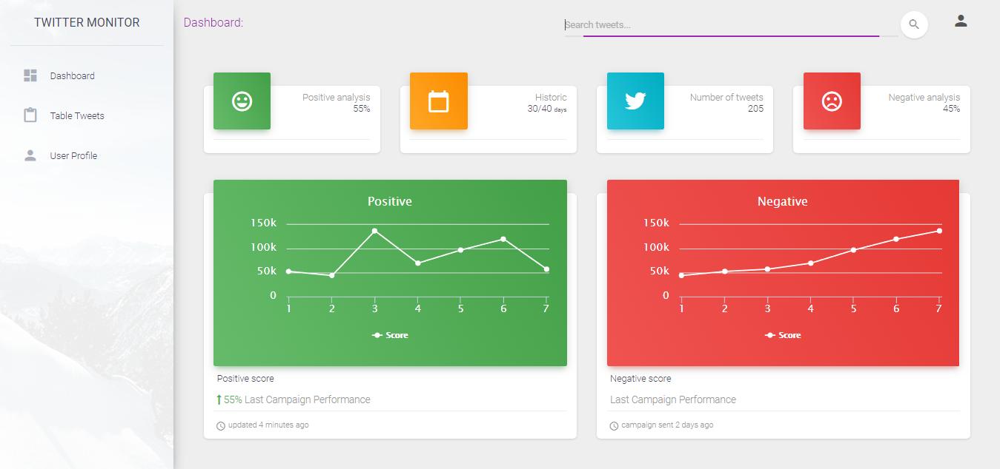 TWITTER MONITOR
Dashboard
Table Tweets
User Profile
Dashboard:
Search tweets...
Positive analysis
55%
Historic
30/40 days
Number of tweets
205
Negative analysis
45%
Positive
150k
100k
50k
0
1 2 3 4 5 6 7
Score
Positive score
55% Last Campaign Performance
updated 4 minutes ago
Negative
150k
100k
50k
0
1 2 3 4 5 6 7
Score
Negative score
Last Campaign Performance
campaign sent 2 days ago